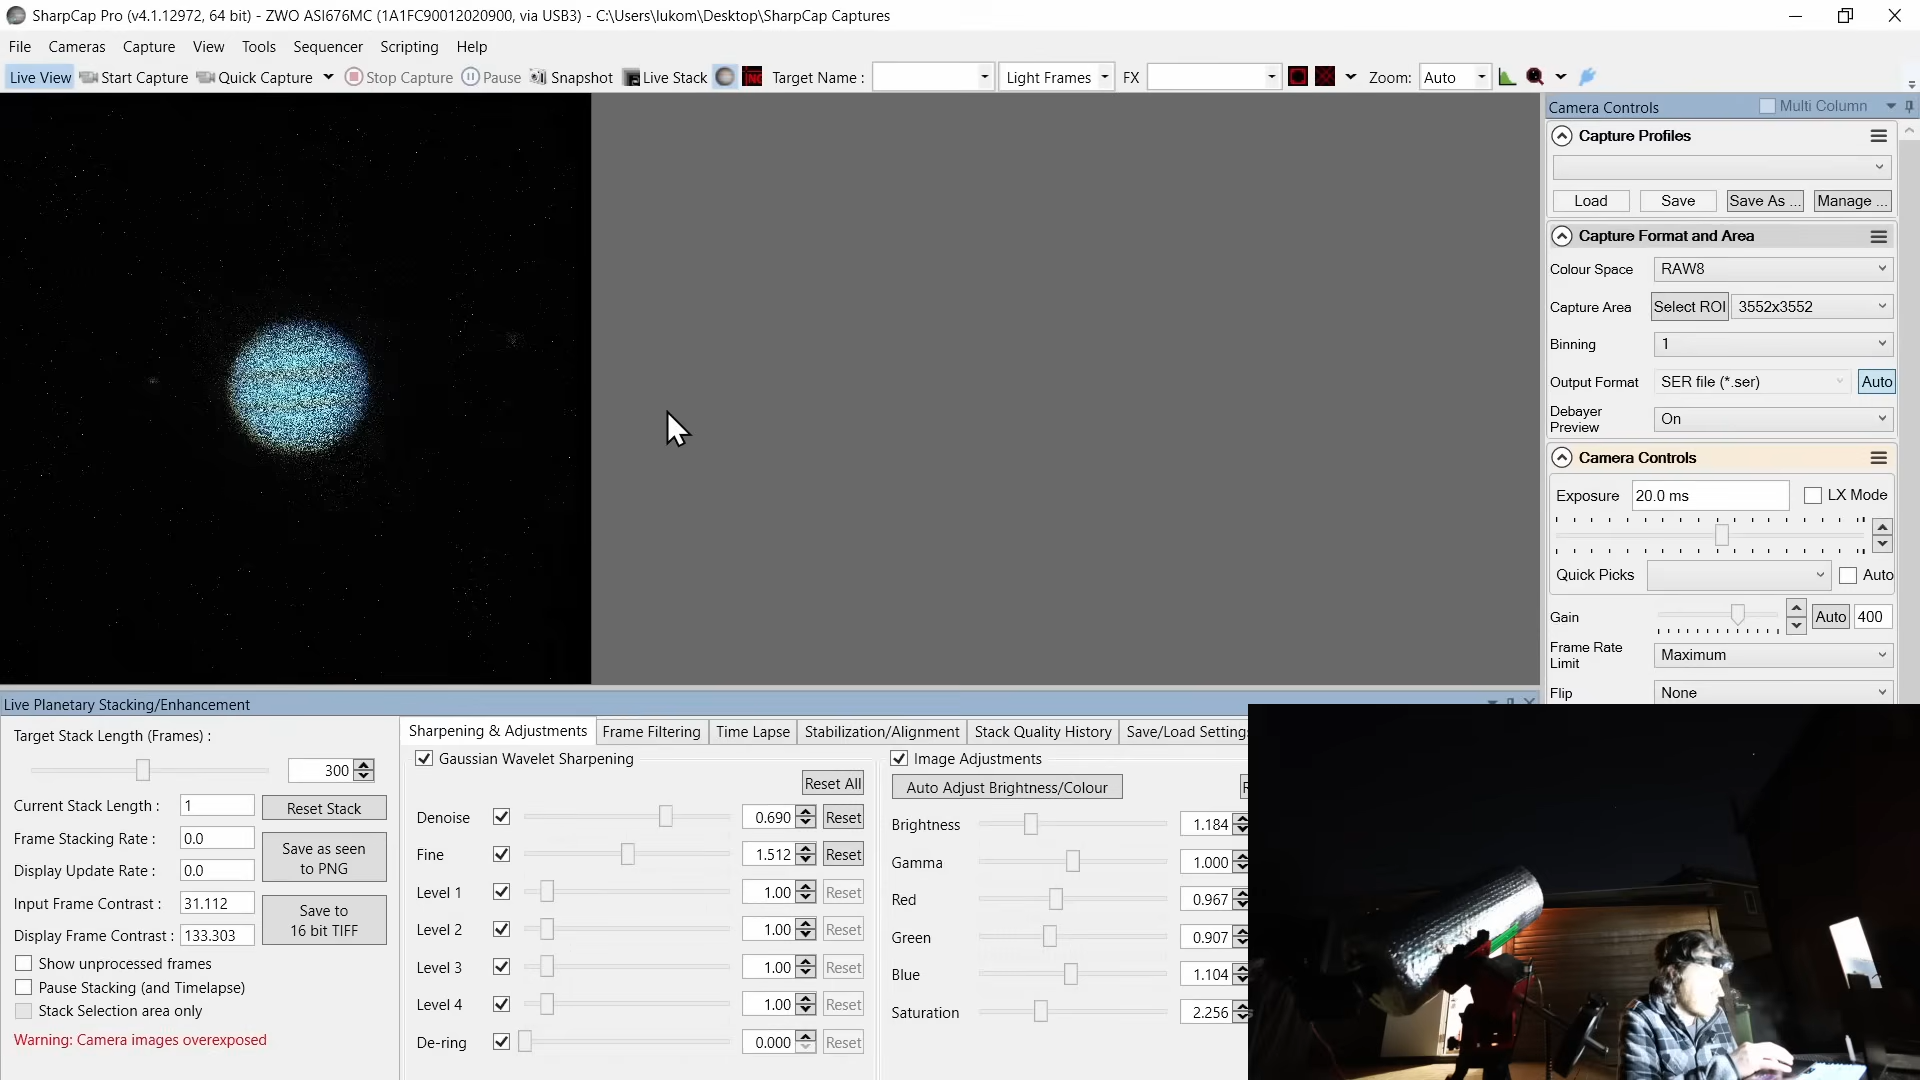 SharpCap Pro (v4.1.12972, 64 bit) - ZWO ASI676MC (1A1FC90012020900, via USB3) - C:\Users\lukom\Desktop\SharpCap Captures
File Cameras Capture View Tools Sequencer Scripting Help
Live View Start Capture Quick Capture Stop Capture Pause Snapshot Live Stack Target Name : Light Frames FX Zoom: Auto
Camera Controls Multi Column
Capture Profiles
Load Save Save As ... Manage ...
Capture Format and Area
Colour Space RAW8
Capture Area Select ROI 3552x3552
Binning 1
Output Format SER file (*.ser) Auto
Debayer
Preview On
Camera Controls
Exposure 20.0 ms LX Mode
Quick Picks Auto
Gain Auto 400
Frame Rate
Limit Maximum
Flip None
Live Planetary Stacking/Enhancement
Target Stack Length (Frames) :
300
Current Stack Length : 1 Reset Stack
Frame Stacking Rate : 0.0
Display Update Rate : 0.0
Save as seen
to PNG
Input Frame Contrast : 31.112
Display Frame Contrast : 133.303
Save to
16 bit TIFF
Show unprocessed frames
Pause Stacking (and Timelapse)
Stack Selection area only
Warning: Camera images overexposed
Sharpening & Adjustments Frame Filtering Time Lapse Stabilization/Alignment Stack Quality History Save/Load Settings
Gaussian Wavelet Sharpening
Reset All
Denoise 0.690 Reset
Fine 1.512 Reset
Level 1 1.00 Reset
Level 2 1.00 Reset
Level 3 1.00 Reset
Level 4 1.00 Reset
De-ring 0.000 Reset
Image Adjustments
Auto Adjust Brightness/Colour
Brightness 1.184
Gamma 1.000
Red 0.967
Green 0.907
Blue 1.104
Saturation 2.256